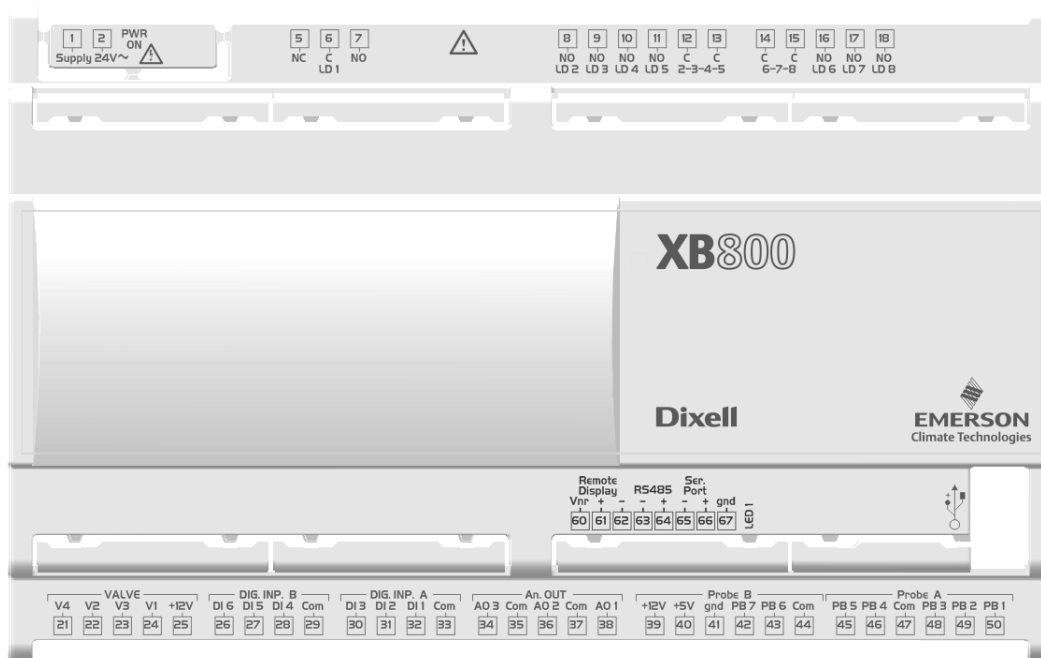 1 2 PWR 5 6 7 8 9 10 11 12 13 14 15 16 17 18
ON NC C NO NO NO NO NO C C C C NO NO NO
Supply 24V~ LD 1 LD 2 LD 3 LD 4 LD 5 2-3-4-5 6-7-8 LD 6 LD 7 LD 8
XB800
Dixell
EMERSON
Climate Technologies
Remote Display RS485 Ser. Port
Vnr + - - + - + gnd
60 61 62 63 64 65 66 67 LED 1
VALVE DIG. INP. B DIG. INP. A An. OUT Probe B Probe A
V4 V2 V3 V1 +12V DI 6 DI 5 DI 4 Com DI 3 DI 2 DI 1 Com AO 3 Com AO 2 Com AO 1 +12V +5V gnd PB 7 PB 6 Com PB 5 PB 4 Com PB 3 PB 2 PB 1
21 22 23 24 25 26 27 28 29 30 31 32 33 34 35 36 37 38 39 40 41 42 43 44 45 46 47 48 49 50